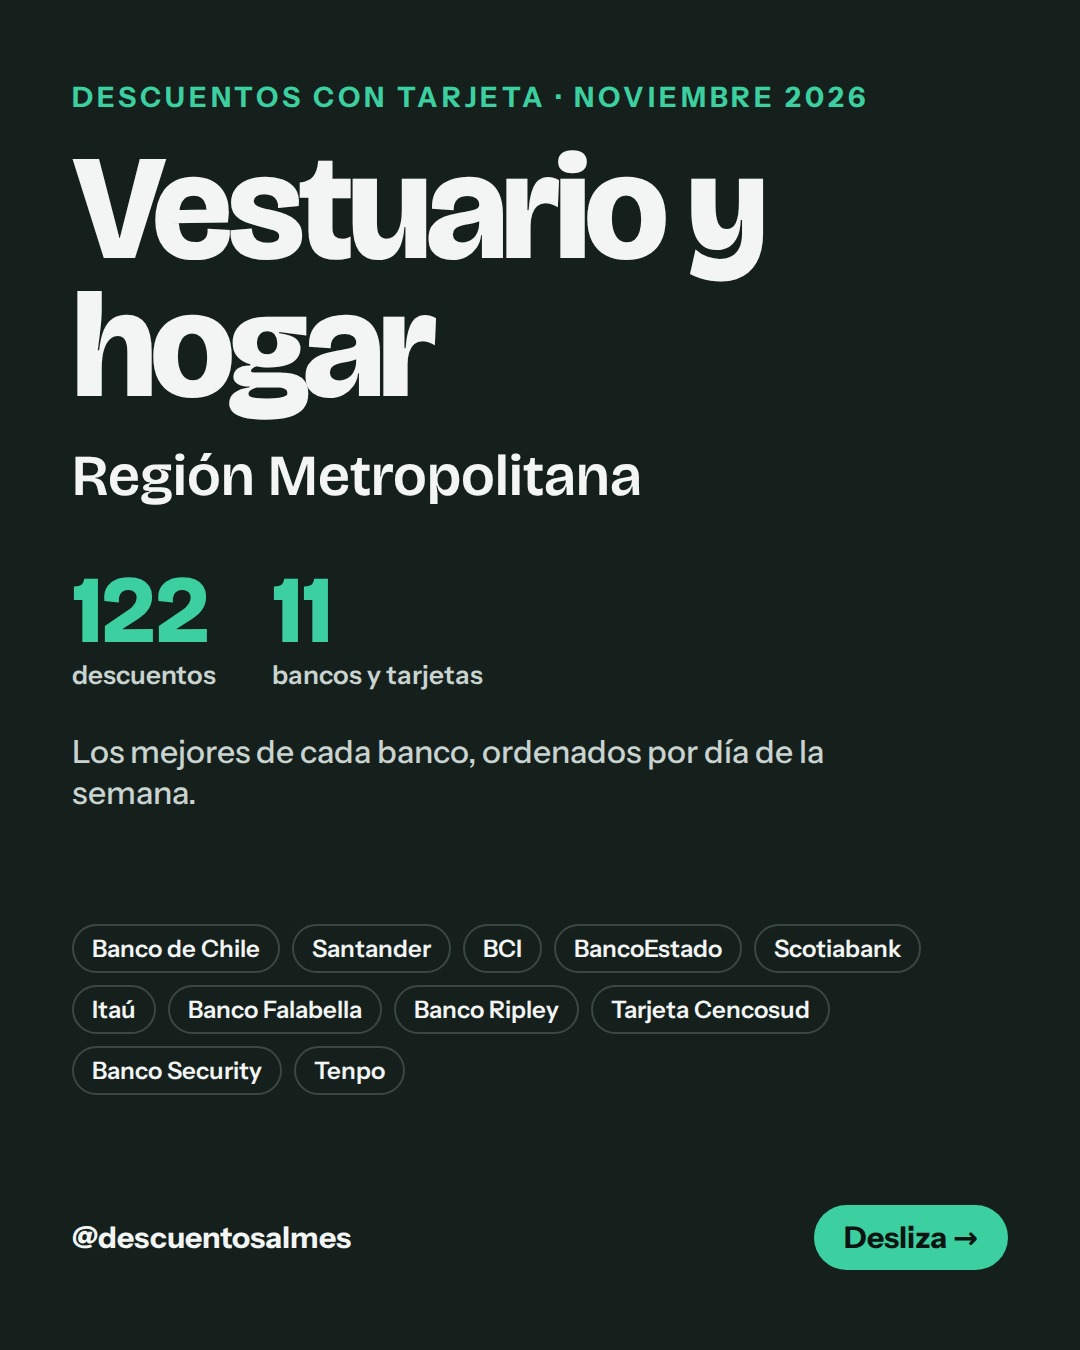 DESCUENTOS CON TARJETA · NOVIEMBRE 2026
Vestuario y
hogar
Región Metropolitana
122 11
descuentos bancos y tarjetas
Los mejores de cada banco, ordenados por día de la
semana.
Banco de Chile Santander BCI BancoEstado Scotiabank
Itaú Banco Falabella Banco Ripley Tarjeta Cencosud
Banco Security Tenpo
@descuentosalmes Desliza →